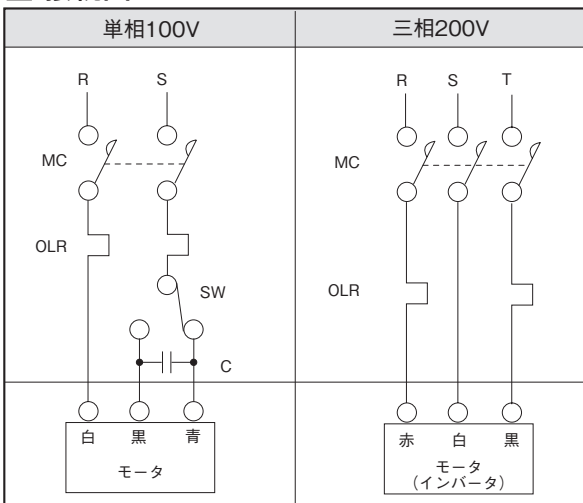 単相100V
三相200V
R S
R S T
MC
MC
OLR
OLR
SW
C
白 黒 青
赤 白 黒
モータ
モータ
(インバータ)